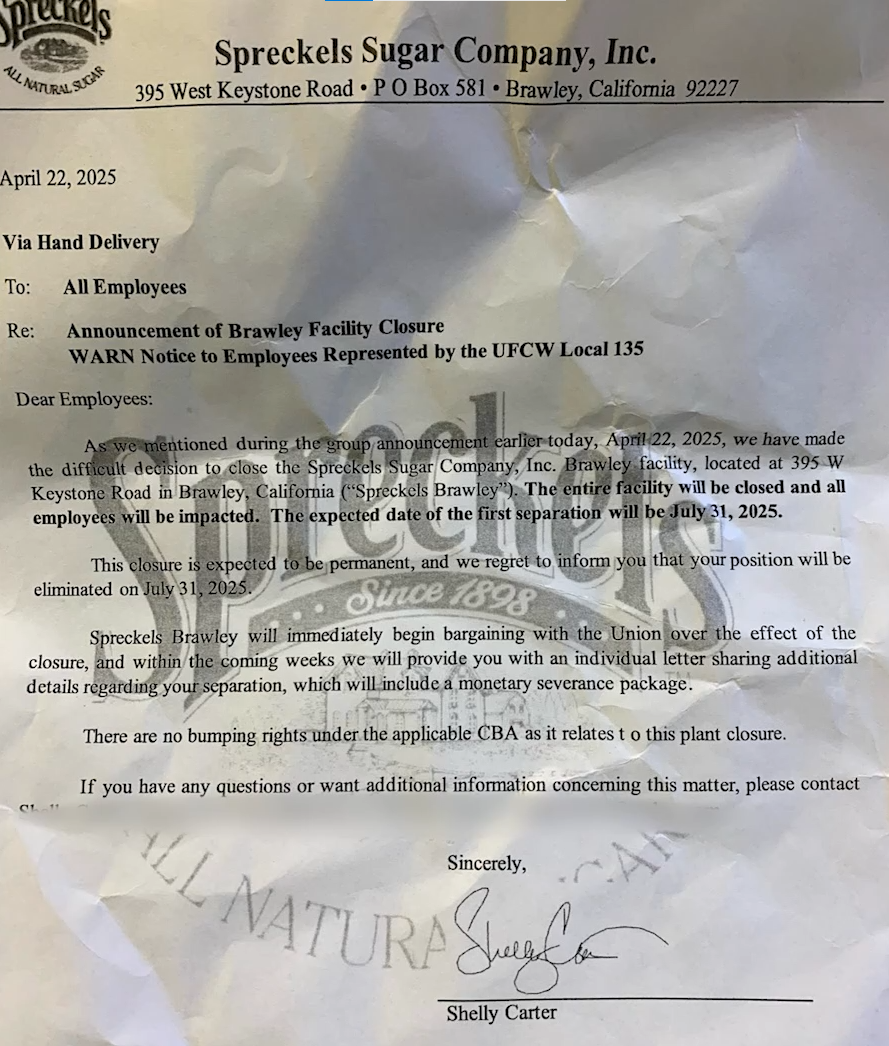 Spreckels
ALL NATURAL SUGAR
Spreckels Sugar Company, Inc.
395 West Keystone Road • P O Box 581 • Brawley, California 92227
April 22, 2025
Via Hand Delivery
To: All Employees
Re: Announcement of Brawley Facility Closure
WARN Notice to Employees Represented by the UFCW Local 135
Dear Employees:
As we mentioned during the group announcement earlier today, April 22, 2025, we have made
the difficult decision to close the Spreckels Sugar Company, Inc. Brawley facility, located at 395 W
Keystone Road in Brawley, California (“Spreckels Brawley”). The entire facility will be closed and all
employees will be impacted. The expected date of the first separation will be July 31, 2025.
This closure is expected to be permanent, and we regret to inform you that your position will be
eliminated on July 31, 2025.
Spreckels Brawley will immediately begin bargaining with the Union over the effect of the
closure, and within the coming weeks we will provide you with an individual letter sharing additional
details regarding your separation, which will include a monetary severance package.
There are no bumping rights under the applicable CBA as it relates t o this plant closure.
If you have any questions or want additional information concerning this matter, please contact
Sincerely,
Shelly Carter
Spreckels
Since 1898
ALL NATURA